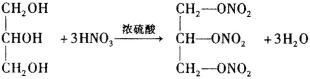 CH₂OH CH₂—ONO₂
CHOH + 3HNO₃ 浓硫酸 → CH—ONO₂ + 3H₂O
CH₂OH CH₂—ONO₂